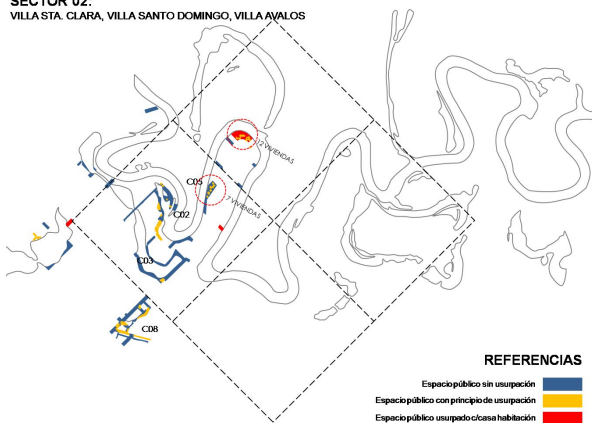 SECTOR 02:
VILLA STA. CLARA, VILLA SANTO DOMINGO, VILLA AVALOS
12 VIVIENDAS
C05
7 VIVIENDAS
C02
C03
C08
REFERENCIAS
Espacio público sin usurpación
Espacio público con principio de usurpación
Espacio público usurpado c/casa habitación